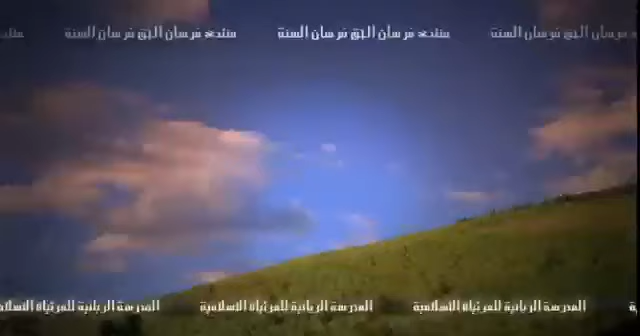 منتدى فرسان الحق فرسان السنة منتدى فرسان الحق فرسان السنة فرسان الحق فرسان السنة
المدرسة الربانية للمرئيات الاسلامية المدرسة الربانية للمرئيات الاسلامية المدرسة الربانية للمرئيات الاسلامية